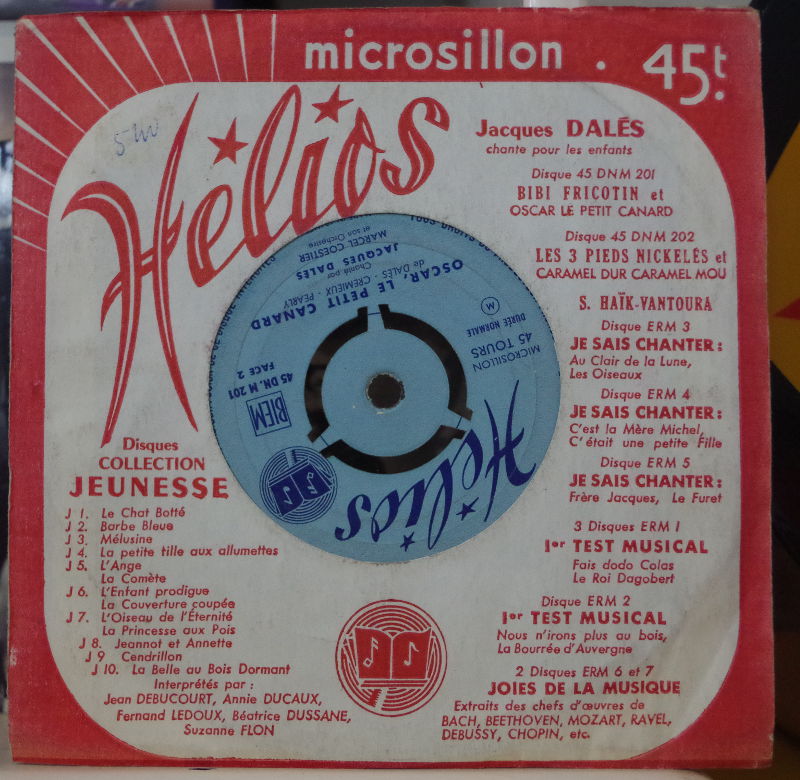 microsillon . 45t.
Hélios
5 NF
Jacques DALÉS
chante pour les enfants
Disque 45 DNM 201
BIBI FRICOTIN et
OSCAR LE PETIT CANARD
Disque 45 DNM 202
LES 3 PIEDS NICKELÉS et
CARAMEL DUR CARAMEL MOU
S. HAÏK-VANTOURA
Disque ERM 3
JE SAIS CHANTER :
Au Clair de la Lune,
Les Oiseaux
Disque ERM 4
JE SAIS CHANTER :
C'est la Mère Michel,
C'était une petite Fille
Disque ERM 5
JE SAIS CHANTER :
Frère Jacques, Le Furet
3 Disques ERM 1
1er TEST MUSICAL
Fais dodo Colas
Le Roi Dagobert
Disque ERM 2
1er TEST MUSICAL
Nous n'irons plus au bois,
La Bourrée d'Auvergne
2 Disques ERM 6 et 7
JOIES DE LA MUSIQUE
Extraits des chefs d'œuvres de
BACH, BEETHOVEN, MOZART, RAVEL,
DEBUSSY, CHOPIN, etc.
Disques
COLLECTION
JEUNESSE
J 1. Le Chat Botté
J 2. Barbe Bleue
J 3. Mélusine
J 4. La petite tille aux allumettes
J 5. L'Ange
La Comète
J 6. L'Enfant prodigue
La Couverture coupée
J 7. L'Oiseau de l'Éternité
La Princesse aux Pois
J 8. Jeannot et Annette
J 9 Cendrillon
J 10. La Belle au Bois Dormant
Interprétés par :
Jean DEBUCOURT, Annie DUCAUX,
Fernand LEDOUX, Béatrice DUSSANE,
Suzanne FLON
Hélios
MICROSILLON
45 TOURS
DURÉE NORMALE
M
BIEM
45 DN. M 201
FACE 2
OSCAR, LE PETIT CANARD
de DALÈS - CRÉMIEUX - PEARLY
Chanté par
JACQUES DALÈS
MARCEL COESTIER
et son Orchestre